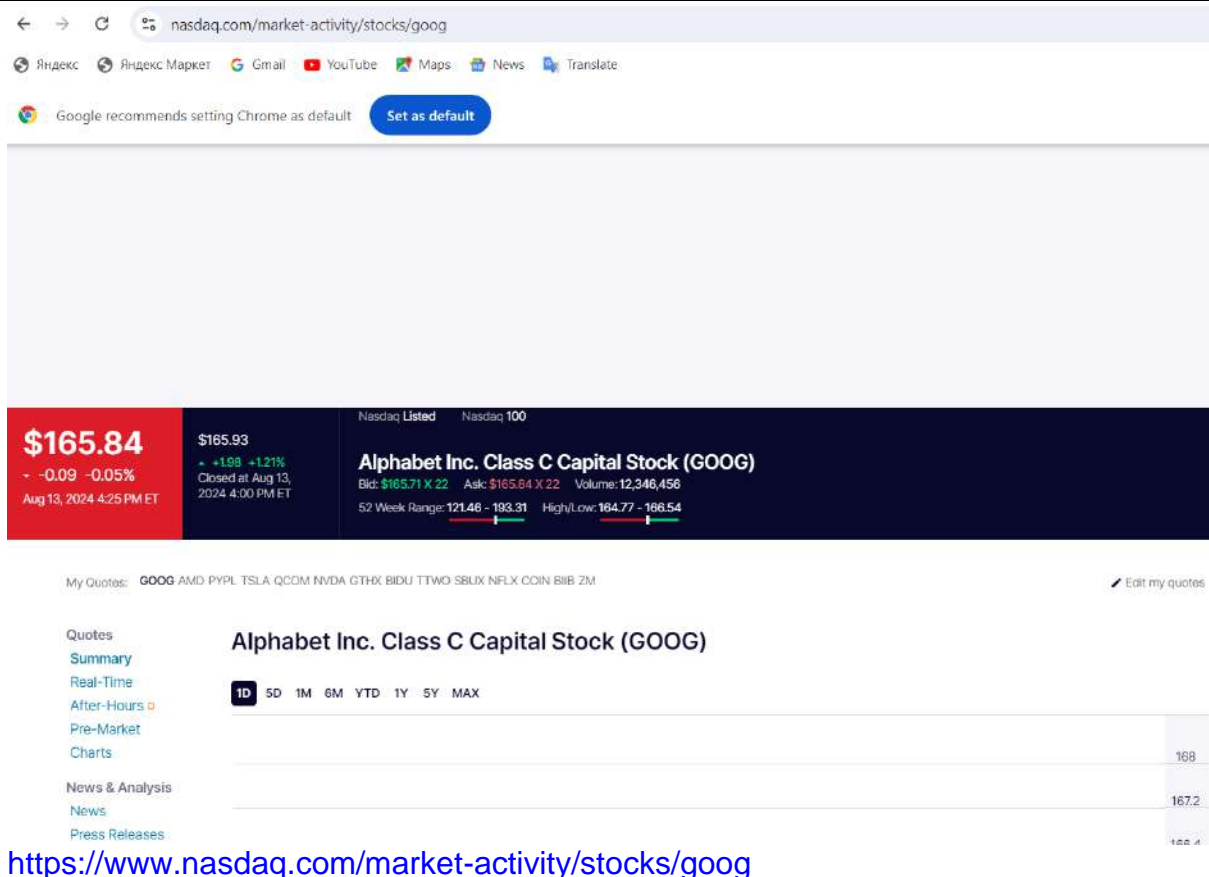 nasdaq.com/market-activity/stocks/goog
Яндекс Яндекс Маркет Gmail YouTube Maps News Translate
Google recommends setting Chrome as default Set as default
$165.84
-0.09 -0.05%
Aug 13, 2024 4:25 PM ET
$165.93
+1.98 +1.21%
Closed at Aug 13,
2024 4:00 PM ET
Nasdaq Listed Nasdaq 100
Alphabet Inc. Class C Capital Stock (GOOG)
Bid: $165.71 X 22 Ask: $165.84 X 22 Volume: 12,346,456
52 Week Range: 121.46 - 193.31 High/Low: 164.77 - 166.54
My Quotes: GOOG AMD PYPL TSLA QCOM NVDA GTHX BIDU TTWO SBUX NFLX COIN BIIB ZM Edit my quotes
Quotes
Summary
Real-Time
After-Hours
Pre-Market
Charts
News & Analysis
News
Press Releases
Alphabet Inc. Class C Capital Stock (GOOG)
1D 5D 1M 6M YTD 1Y 5Y MAX
168
167.2
166.4
https://www.nasdaq.com/market-activity/stocks/goog